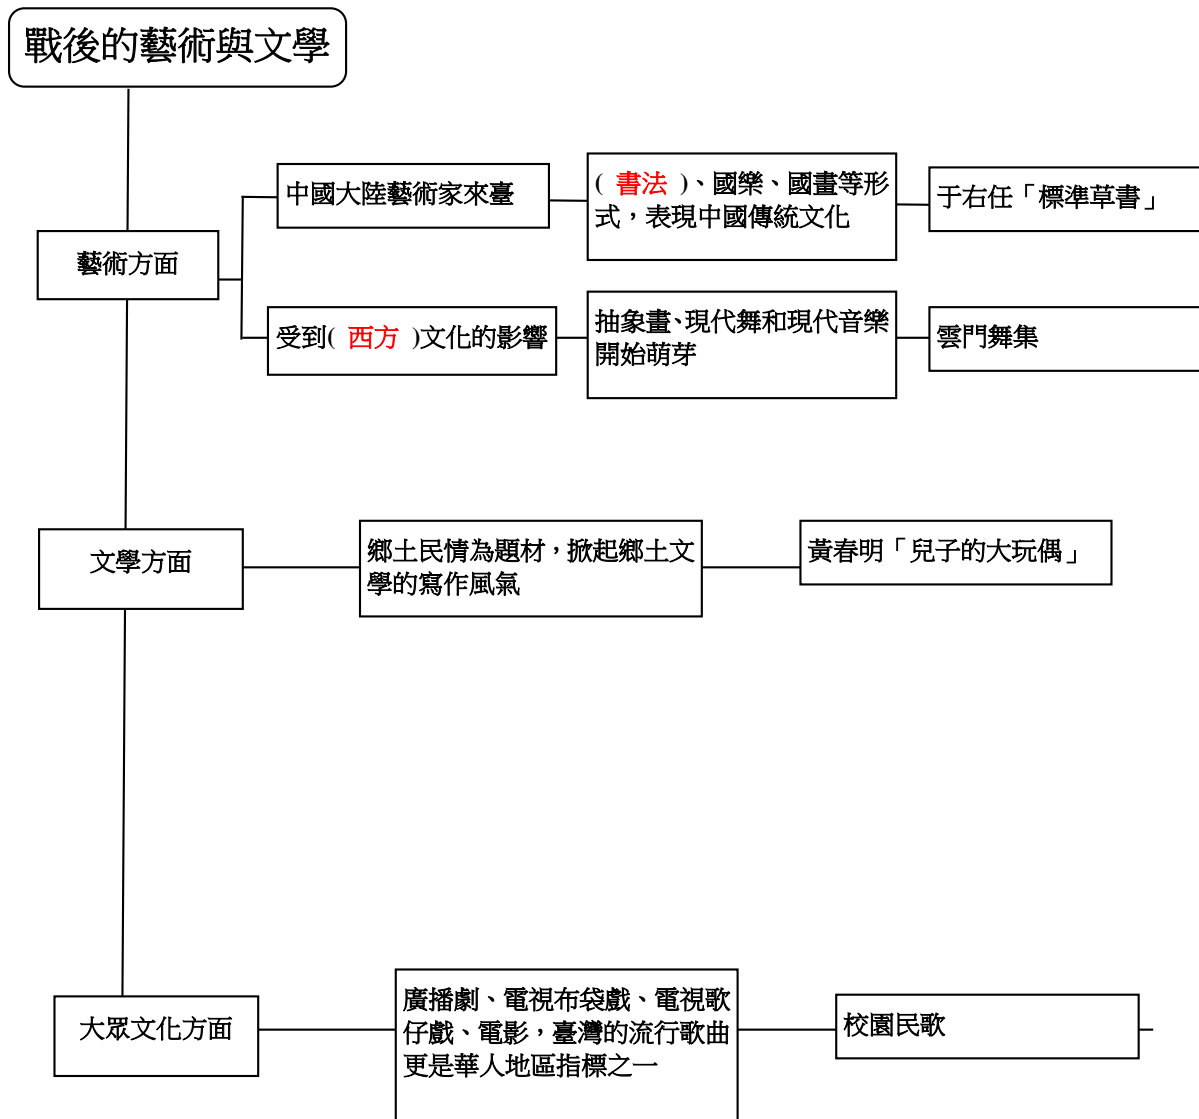 戰後的藝術與文學
中國大陸藝術家來臺
( 書法 )、國樂、國畫等形
式，表現中國傳統文化
于右任「標準草書」
藝術方面
受到( 西方 )文化的影響
抽象畫、現代舞和現代音樂
開始萌芽
雲門舞集
文學方面
鄉土民情為題材，掀起鄉土文
學的寫作風氣
黃春明「兒子的大玩偶」
大眾文化方面
廣播劇、電視布袋戲、電視歌
仔戲、電影，臺灣的流行歌曲
更是華人地區指標之一
校園民歌